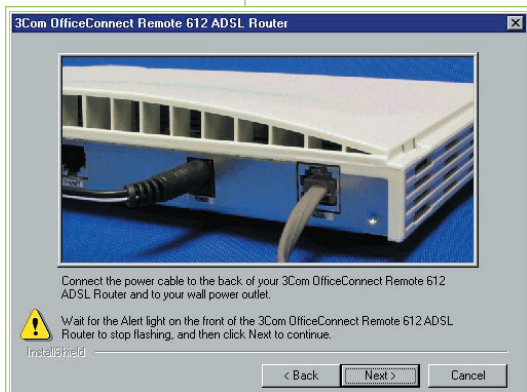 3Com OfficeConnect Remote 612 ADSL Router
Connect the power cable to the back of your 3Com OfficeConnect Remote 612
ADSL Router and to your wall power outlet.
Wait for the Alert light on the front of the 3Com OfficeConnect Remote 612 ADSL
Router to stop flashing, and then click Next to continue.
InstallShield
< Back
Next >
Cancel